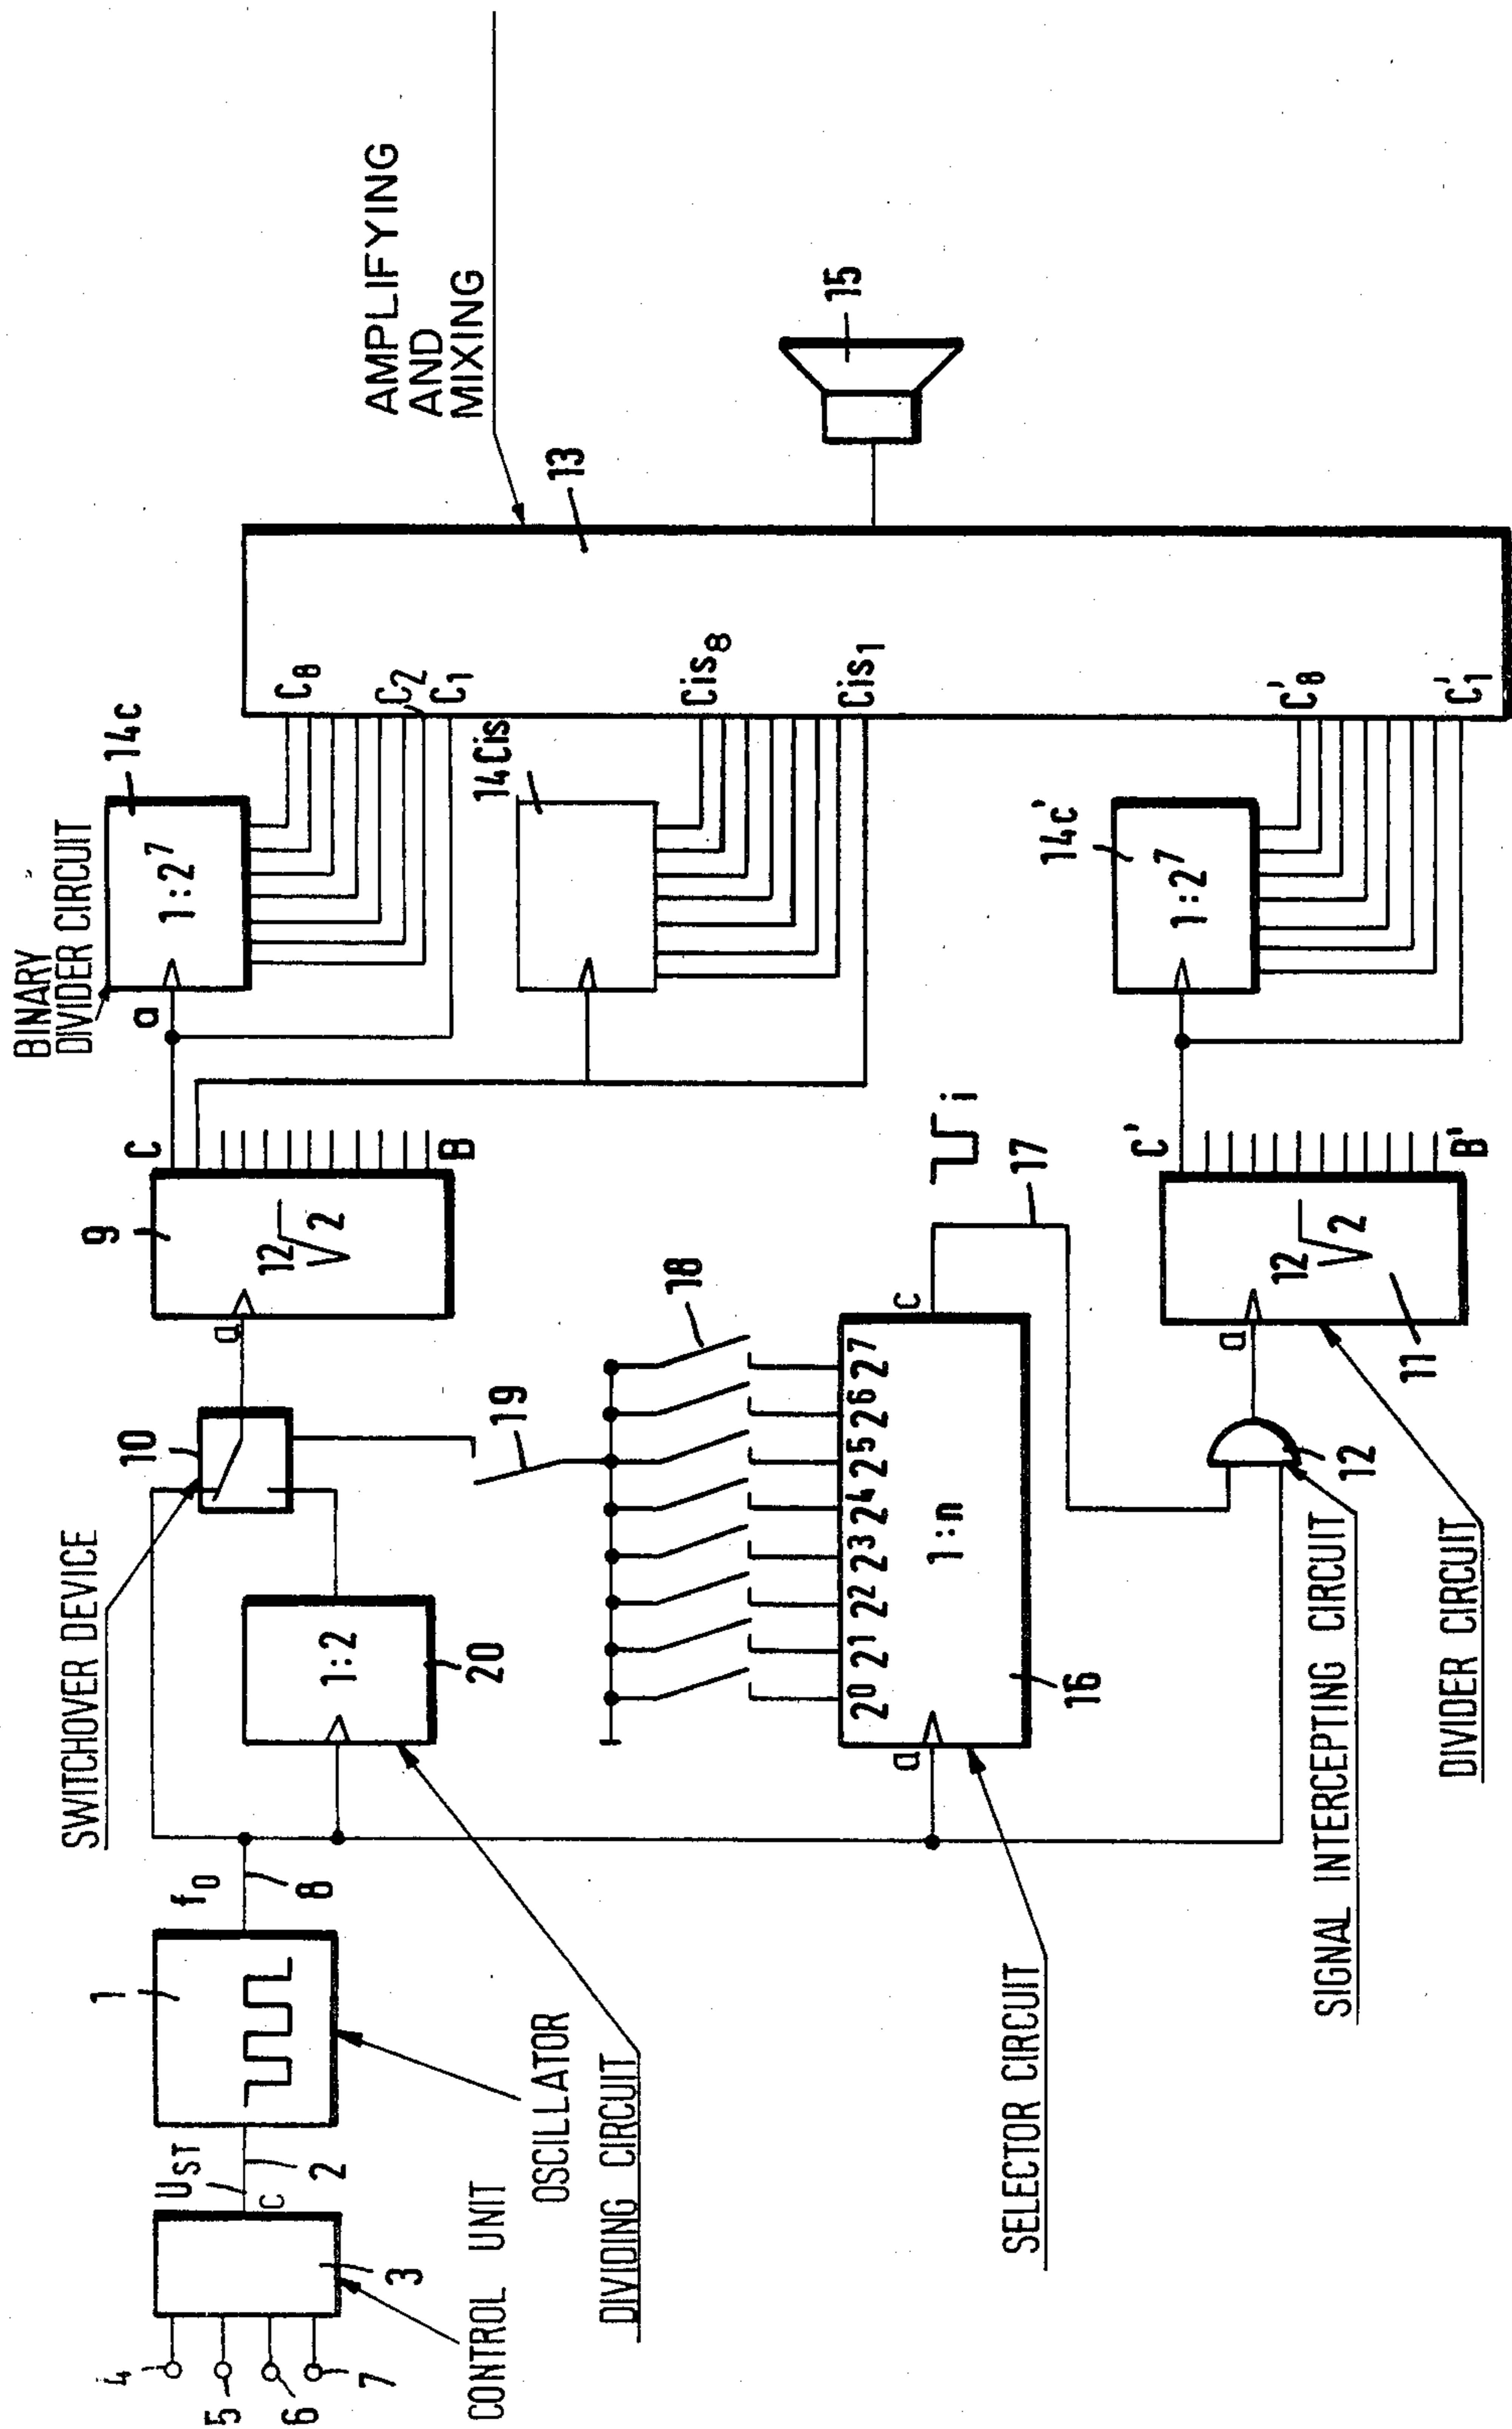 4
5
6
7
3
CONTROL UNIT
U_ST
c
2
1
OSCILLATOR
f_0
8
DIVIDING CIRCUIT
1:2
20
SWITCHOVER DEVICE
10
19
a
9
¹²√2
C
B
BINARY
DIVIDER CIRCUIT
a
1:2⁷
14c
C₈
C₂
C₁
14Cis
Cis₈
Cis₁
13
AMPLIFYING
AND
MIXING
15
18
2⁰ 2¹ 2² 2³ 2⁴ 2⁵ 2⁶ 2⁷
a
1:n
c
16
SELECTOR CIRCUIT
17
i
12
SIGNAL INTERCEPTING CIRCUIT
a
¹²√2
11
DIVIDER CIRCUIT
C'
B'
1:2⁷
14c'
C'₈
C'₁